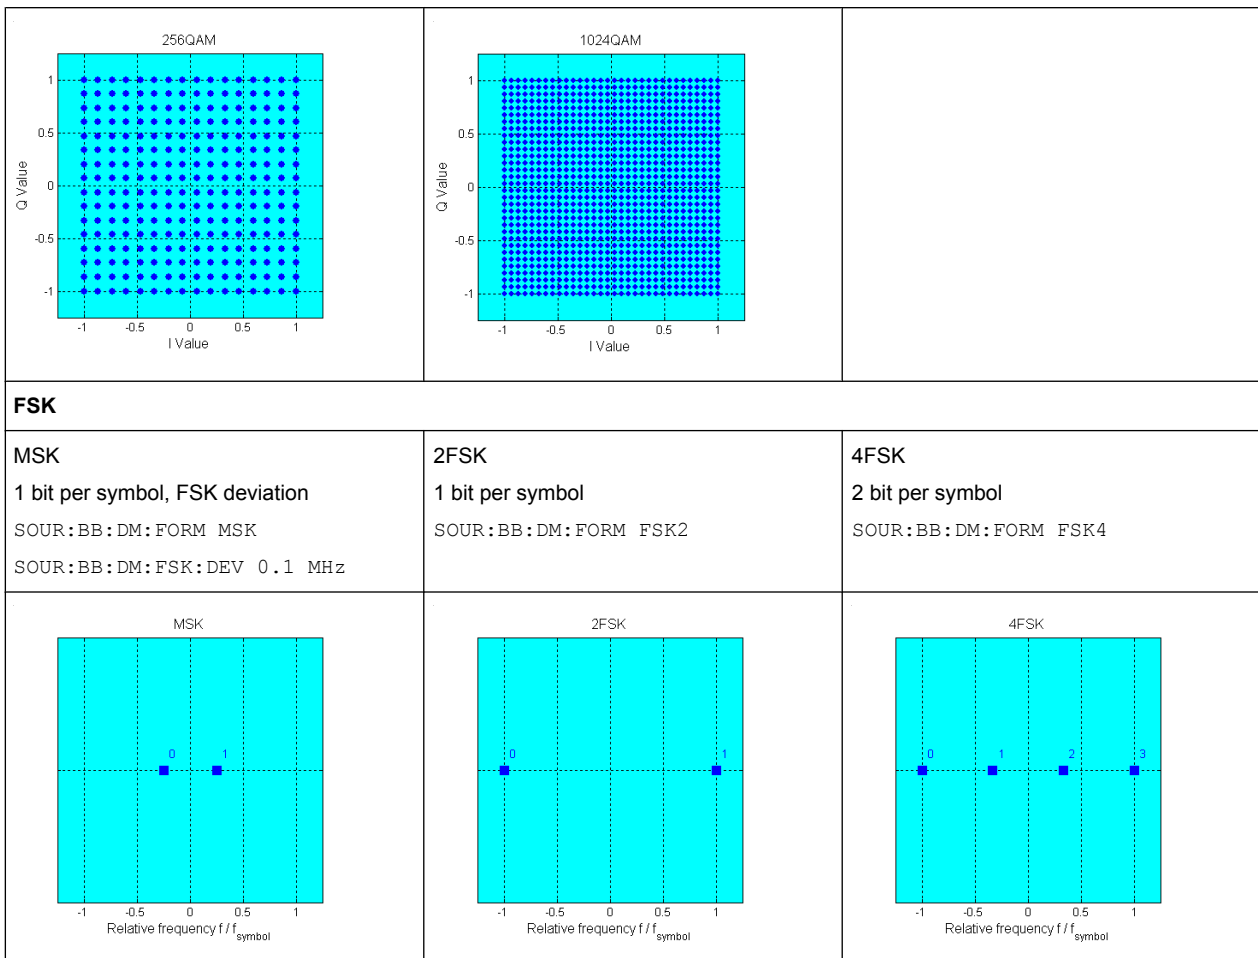 256QAM
1
0.5
0
-0.5
-1
Q Value
-1 -0.5 0 0.5 1
I Value
1024QAM
1
0.5
0
-0.5
-1
Q Value
-1 -0.5 0 0.5 1
I Value
FSK
MSK
1 bit per symbol, FSK deviation
SOUR:BB:DM:FORM MSK
SOUR:BB:DM:FSK:DEV 0.1 MHz
2FSK
1 bit per symbol
SOUR:BB:DM:FORM FSK2
4FSK
2 bit per symbol
SOUR:BB:DM:FORM FSK4
MSK
0 1
-1 -0.5 0 0.5 1
Relative frequency f / f symbol
2FSK
0 1
-1 -0.5 0 0.5 1
Relative frequency f / f symbol
4FSK
0 1 2 3
-1 -0.5 0 0.5 1
Relative frequency f / f symbol